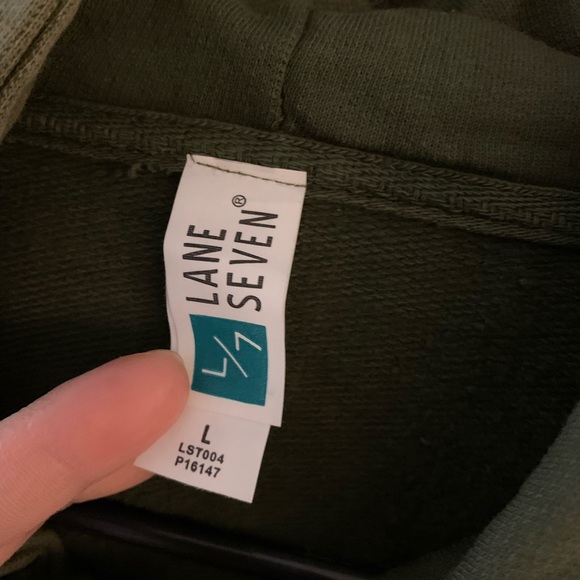 LANE
SEVEN®
L/7
L
LST004
P16147